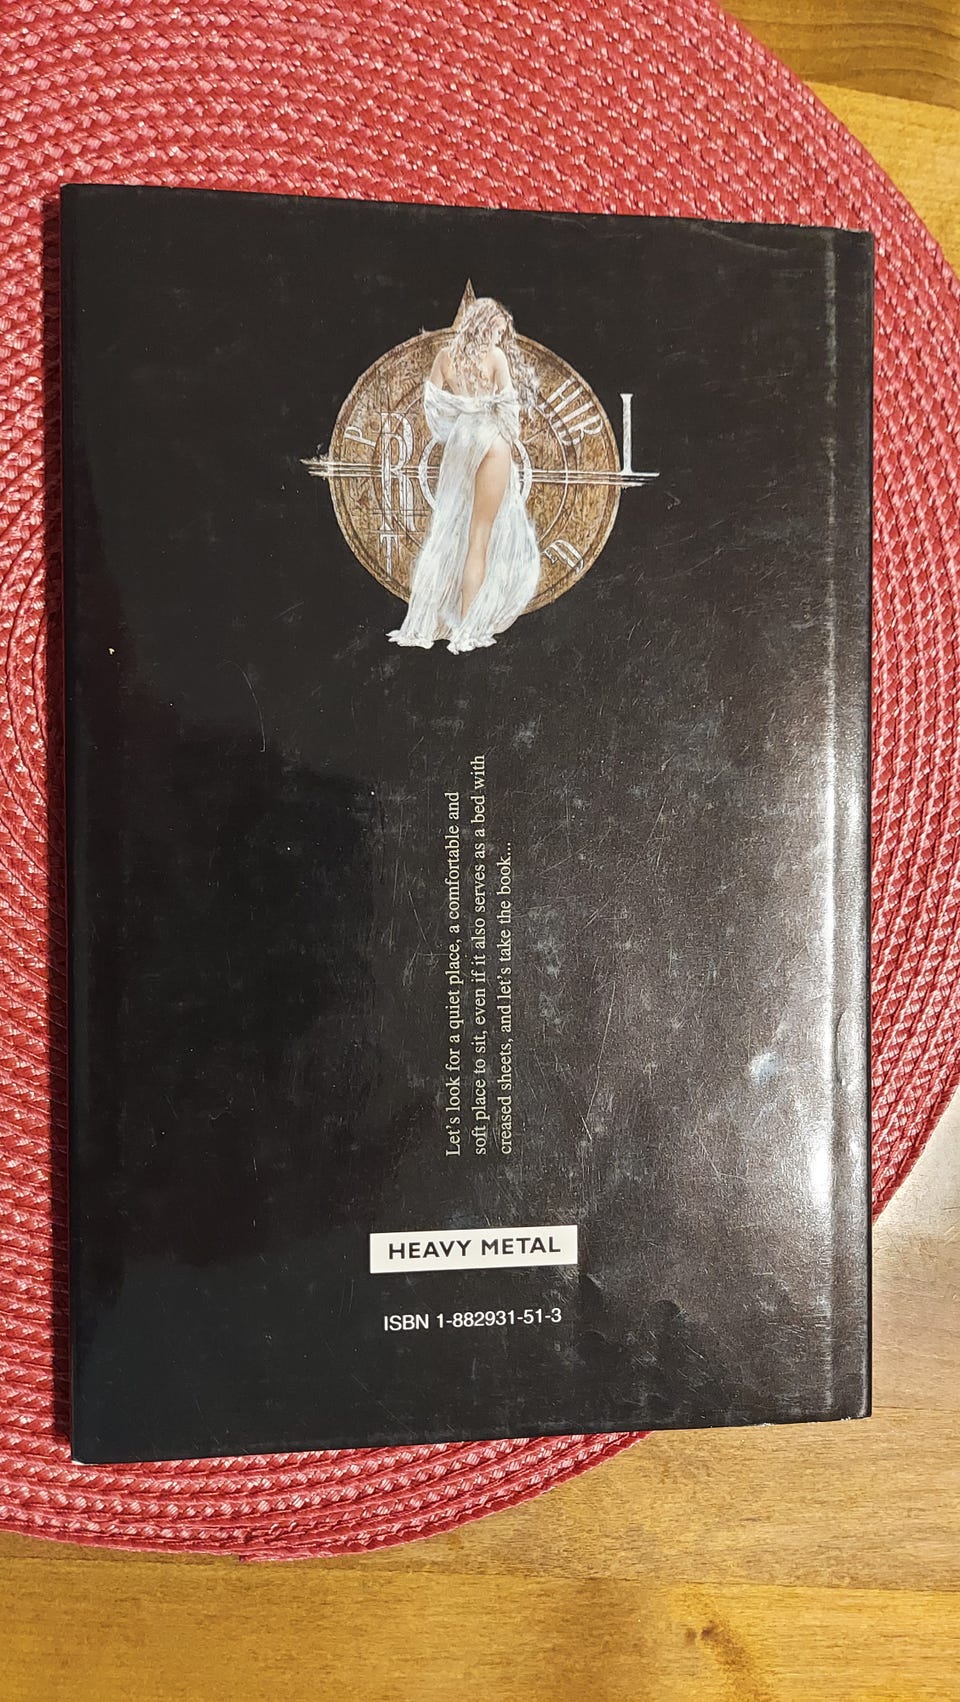 Let's look for a quiet place, a comfortable and
soft place to sit, even if it also serves as a bed with
creased sheets, and let's take the book...
HEAVY METAL
ISBN 1-882931-51-3